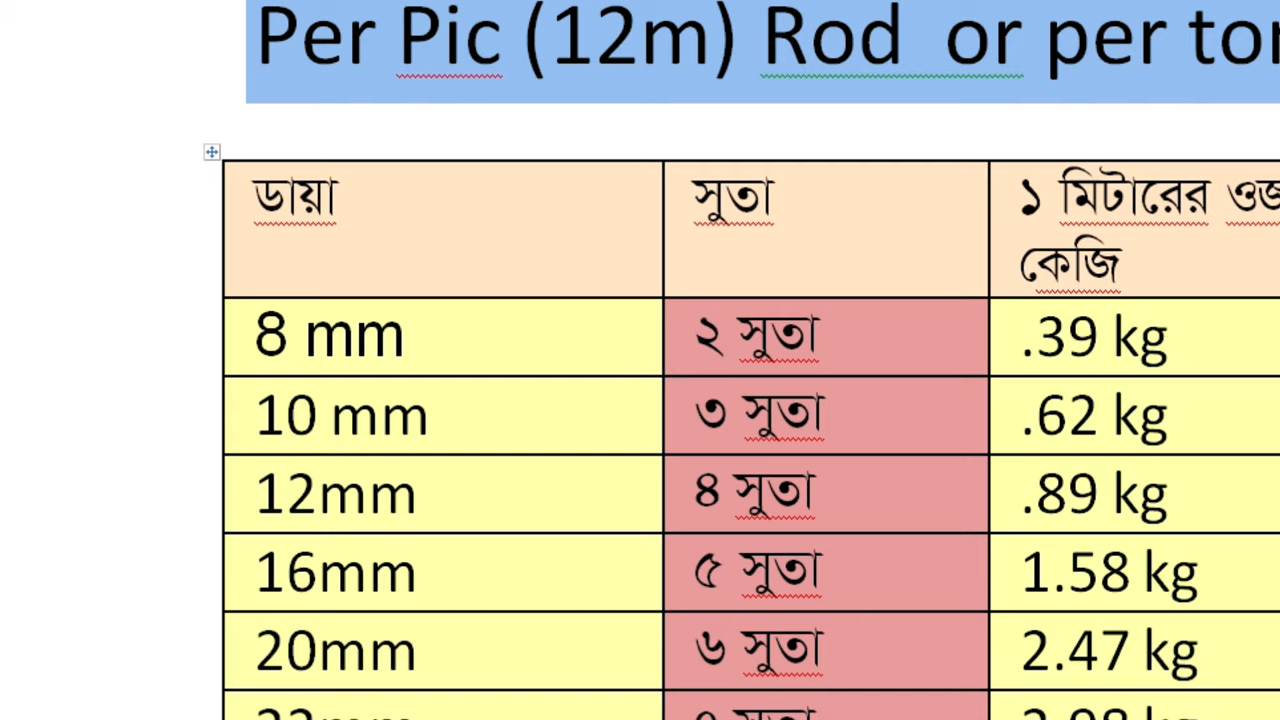 Per Pic (12m) Rod or per
ডায়া সুতা ১ মিটারের
কেজি
8 mm ২ সুতা .39 kg
10 mm ৩ সুতা .62 kg
12mm ৪ সুতা .89 kg
16mm ৫ সুতা 1.58 kg
20mm ৬ সুতা 2.47 kg